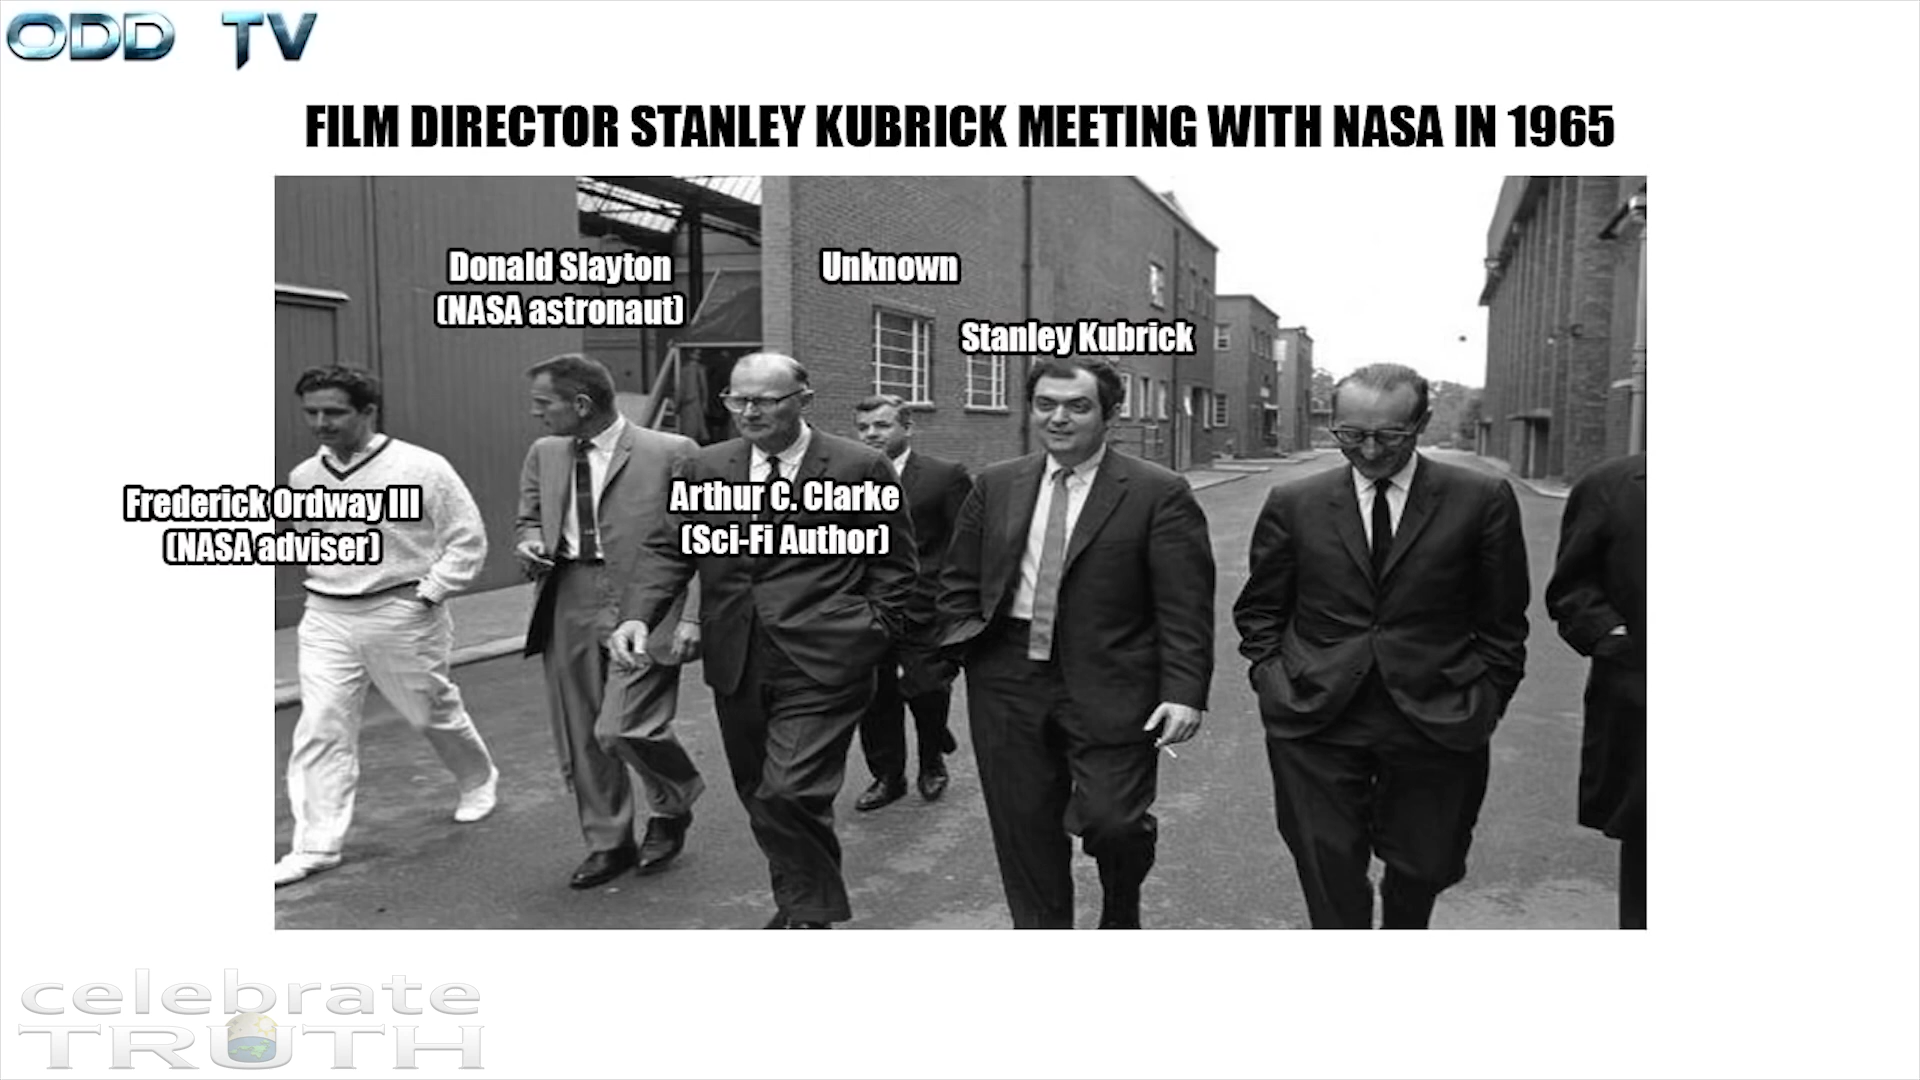 ODD TV
FILM DIRECTOR STANLEY KUBRICK MEETING WITH NASA IN 1965
Donald Slayton
(NASA astronaut)
Unknown
Stanley Kubrick
Frederick Ordway III
(NASA adviser)
Arthur C. Clarke
(Sci-Fi Author)
celebrate
TRUTH